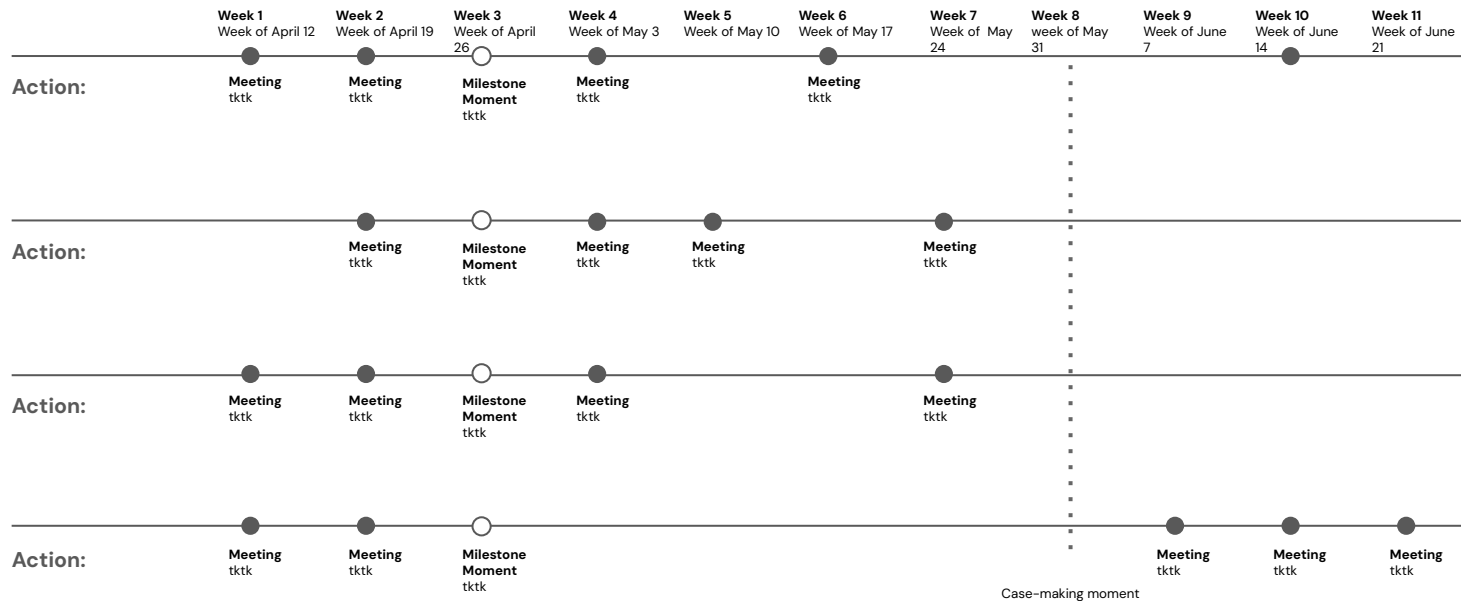 Week 1
Week of April 12
Week 2
Week of April 19
Week 3
Week of April
26
Week 4
Week of May 3
Week 5
Week of May 10
Week 6
Week of May 17
Week 7
Week of  May
24
Week 8
week of May
31
Week 9
Week of June
7
Week 10
Week of June
14
Week 11
Week of June
21
Action:
Meeting
tktk
Meeting
tktk
Milestone
Moment
tktk
Meeting
tktk
Meeting
tktk
Action:
Meeting
tktk
Milestone
Moment
tktk
Meeting
tktk
Meeting
tktk
Meeting
tktk
Action:
Meeting
tktk
Meeting
tktk
Milestone
Moment
tktk
Meeting
tktk
Meeting
tktk
Action:
Meeting
tktk
Meeting
tktk
Milestone
Moment
tktk
Meeting
tktk
Meeting
tktk
Meeting
tktk
Case-making moment